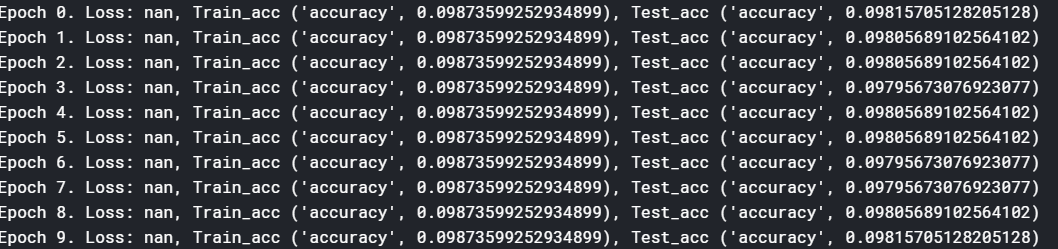 Epoch 0. Loss: nan, Train_acc ('accuracy', 0.09873599252934899), Test_acc ('accuracy', 0.09815705128205128)
Epoch 1. Loss: nan, Train_acc ('accuracy', 0.09873599252934899), Test_acc ('accuracy', 0.09805689102564102)
Epoch 2. Loss: nan, Train_acc ('accuracy', 0.09873599252934899), Test_acc ('accuracy', 0.09805689102564102)
Epoch 3. Loss: nan, Train_acc ('accuracy', 0.09873599252934899), Test_acc ('accuracy', 0.09795673076923077)
Epoch 4. Loss: nan, Train_acc ('accuracy', 0.09873599252934899), Test_acc ('accuracy', 0.09805689102564102)
Epoch 5. Loss: nan, Train_acc ('accuracy', 0.09873599252934899), Test_acc ('accuracy', 0.09805689102564102)
Epoch 6. Loss: nan, Train_acc ('accuracy', 0.09873599252934899), Test_acc ('accuracy', 0.09795673076923077)
Epoch 7. Loss: nan, Train_acc ('accuracy', 0.09873599252934899), Test_acc ('accuracy', 0.09795673076923077)
Epoch 8. Loss: nan, Train_acc ('accuracy', 0.09873599252934899), Test_acc ('accuracy', 0.09805689102564102)
Epoch 9. Loss: nan, Train_acc ('accuracy', 0.09873599252934899), Test_acc ('accuracy', 0.09815705128205128)